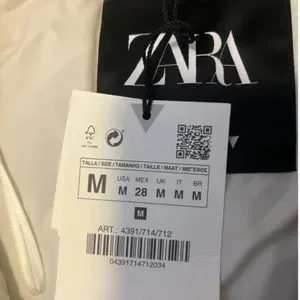 ZARA
TALLA / SIZE / TAMANHO / TAILLE / MAAT / ΜΕΓΕΘΟΣ
M
USA MEX UK IT BR
M 28 M M M
M
ART.: 4391/714/712
04391714712034